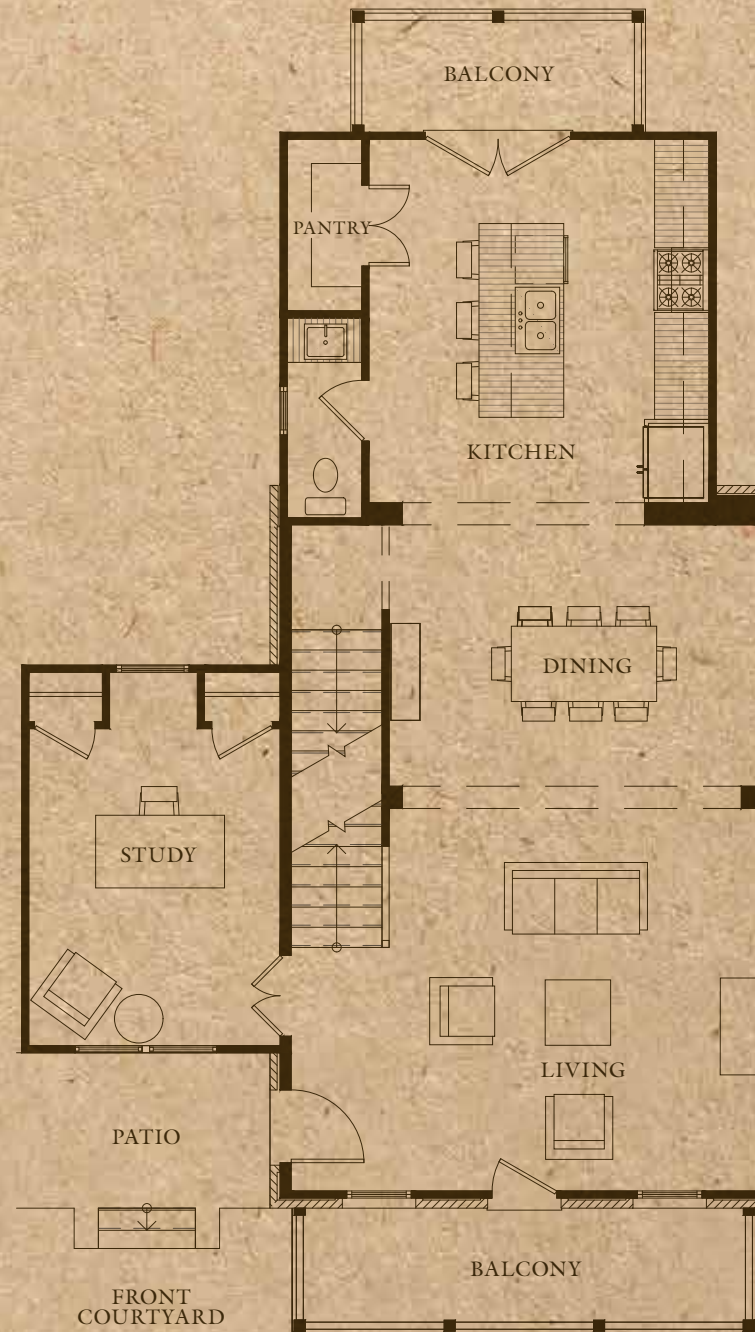 BALCONY
PANTRY
KITCHEN
DINING
STUDY
LIVING
PATIO
BALCONY
FRONT
COURTYARD